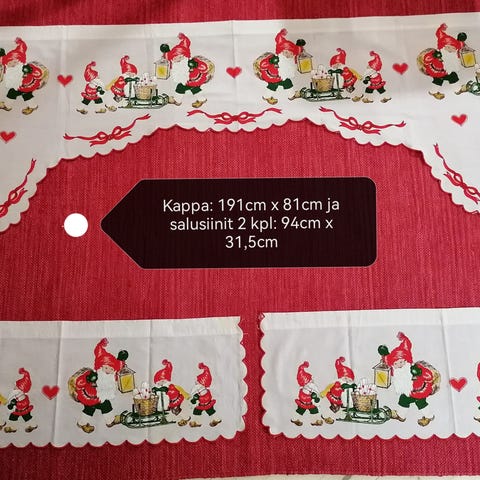 Kappa: 191cm x 81cm ja
salusiinit 2 kpl: 94cm x
31,5cm